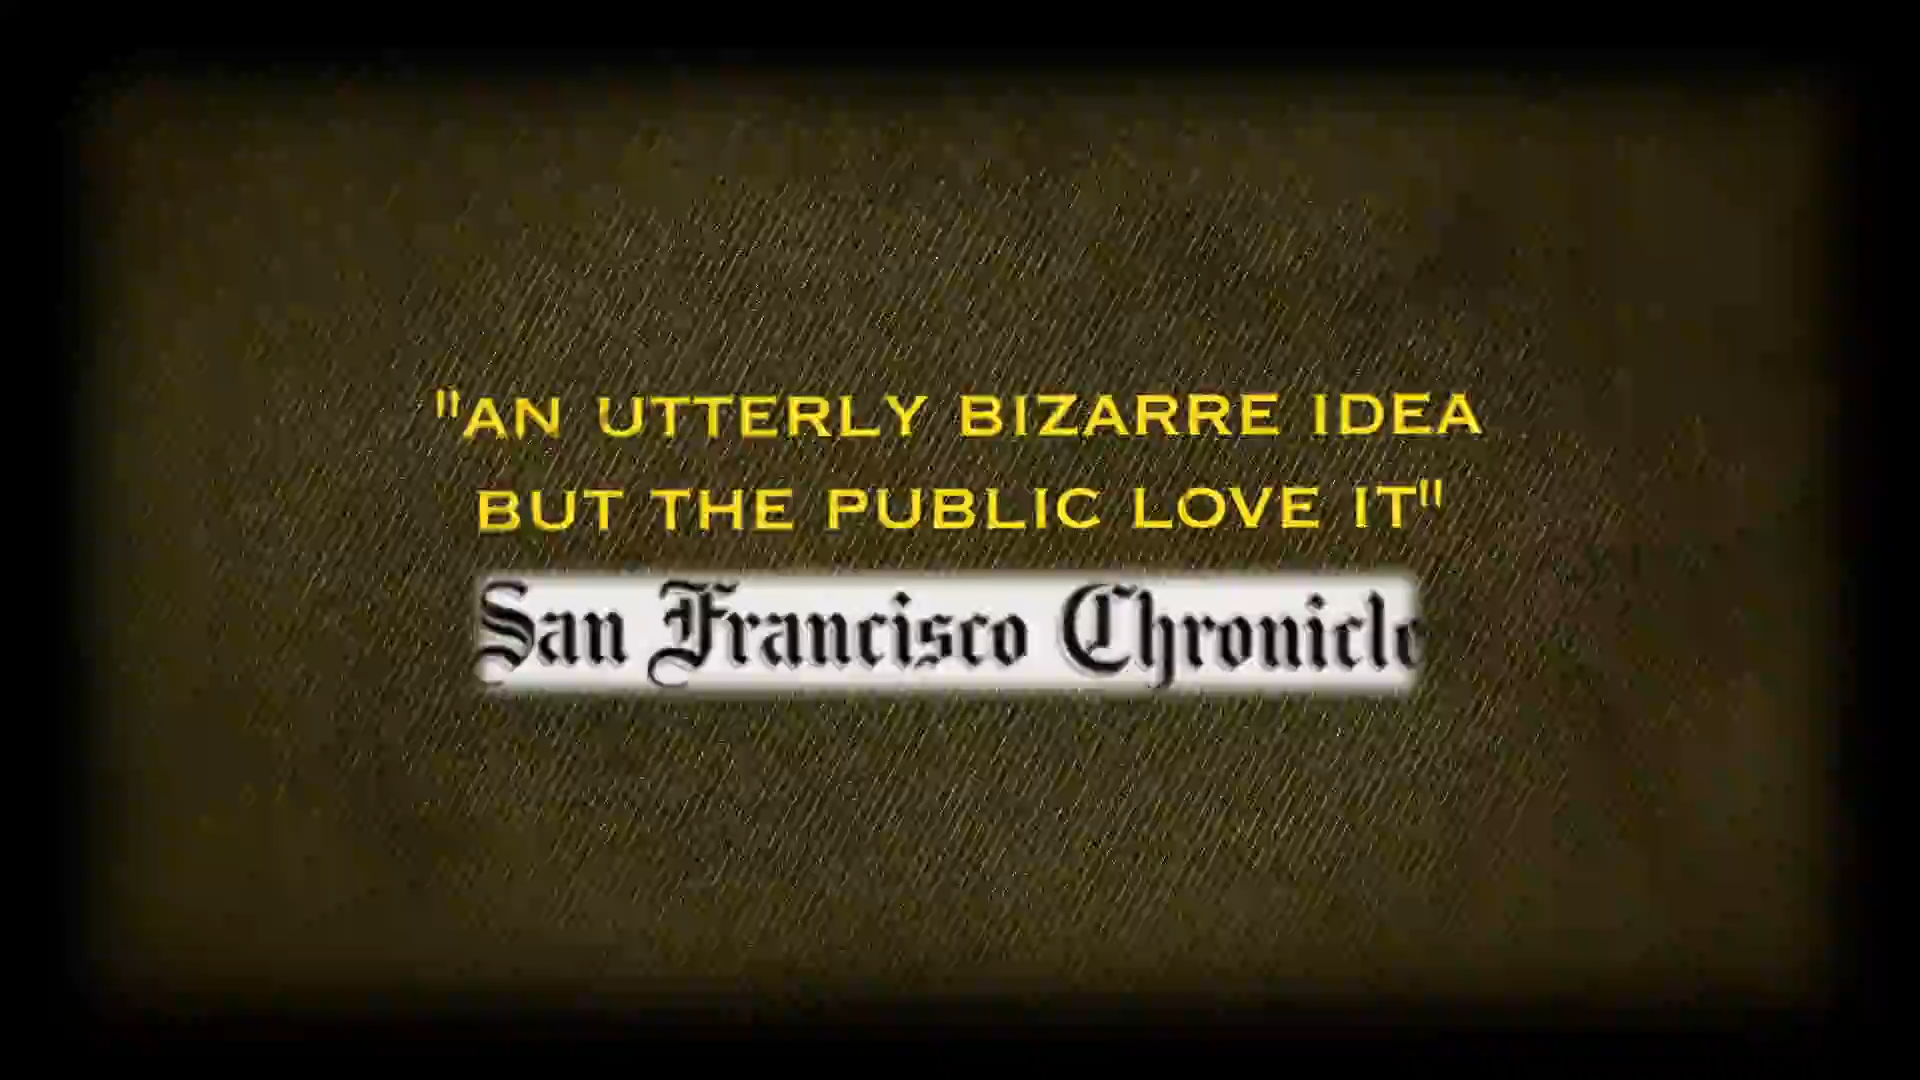 "AN UTTERLY BIZARRE IDEA
BUT THE PUBLIC LOVE IT"
San Francisco Chronicle